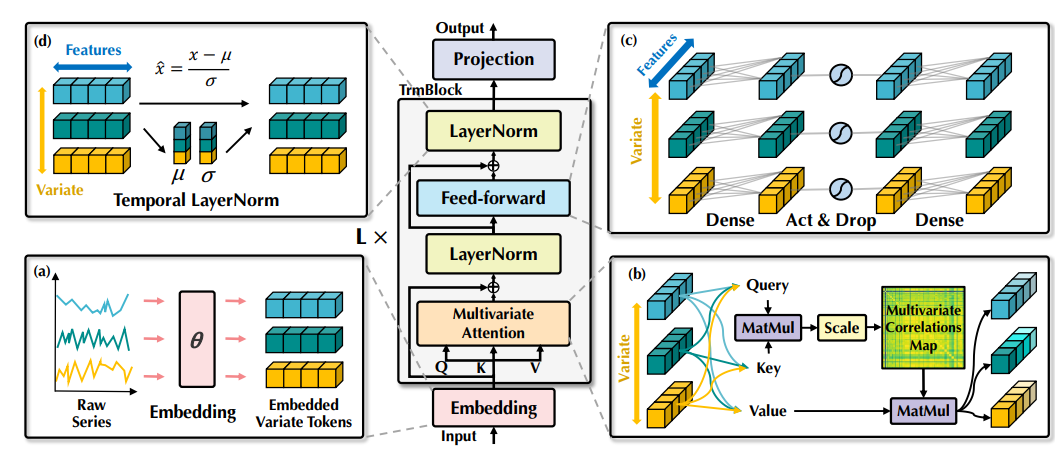 (d)
Features
x̂ = (x − μ) / σ
Variate
μ
σ
Temporal LayerNorm
(a)
θ
Raw
Series
Embedding
Embedded
Variate Tokens
Output
Projection
TrmBlock
LayerNorm
Feed-forward
L ×
LayerNorm
Multivariate
Attention
Q
K
V
Embedding
Input
(c)
Features
Variate
Dense
Act & Drop
Dense
(b)
Variate
Query
MatMul
Scale
Multivariate
Correlations
Map
Key
Value
MatMul